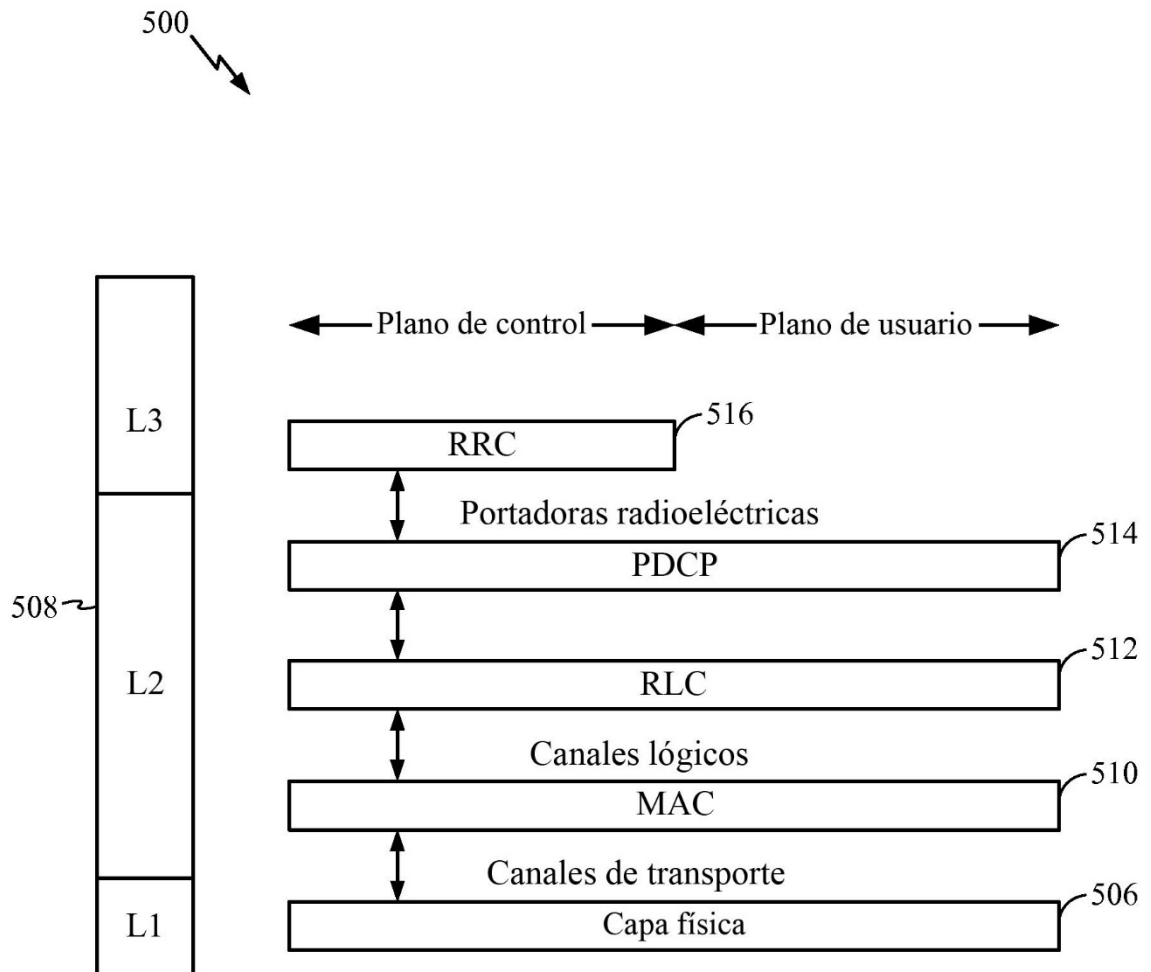 500
Plano de control
Plano de usuario
L3
516
RRC
Portadoras radioeléctricas
514
PDCP
508
512
L2
RLC
Canales lógicos
510
MAC
Canales de transporte
506
L1
Capa física